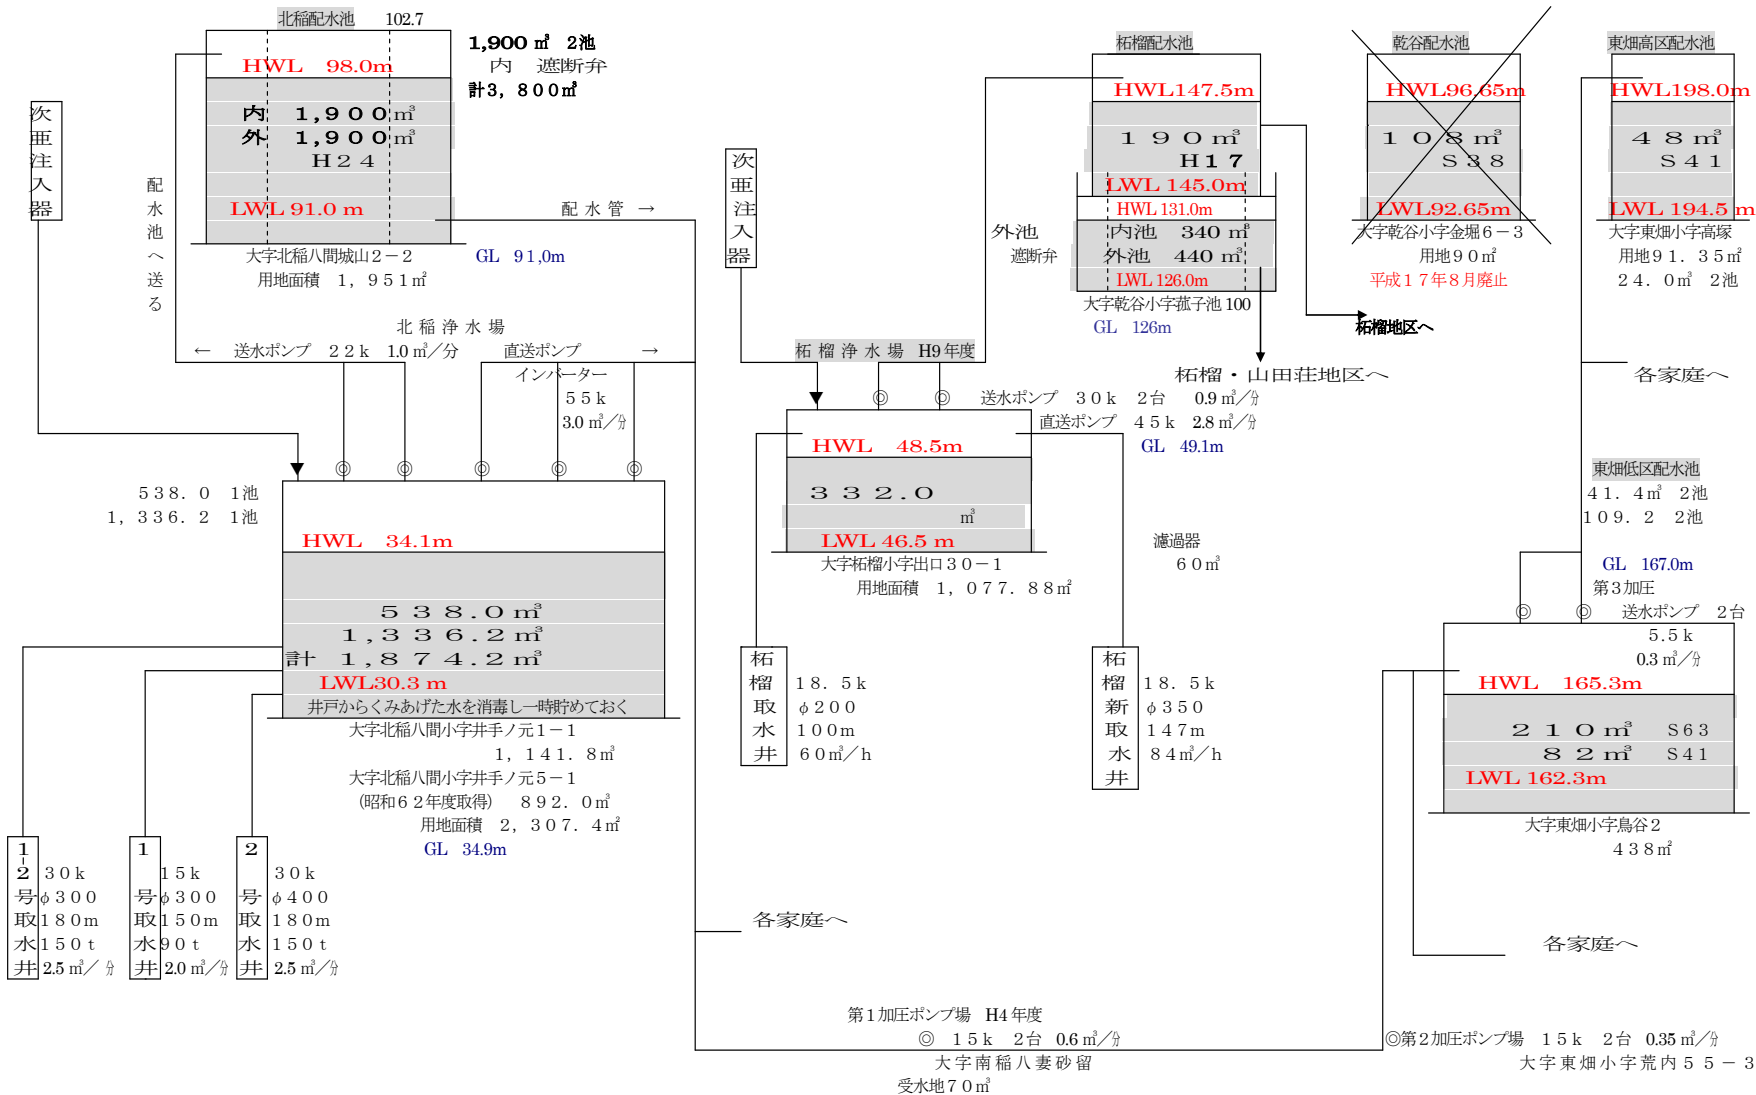 北稲配水池 102.7
1,900㎥ 2池
内 遮断弁
計3,800㎥
HWL 98.0m
内 1,900㎥
外 1,900㎥
H24
LWL 91.0 m
大字北稲八間城山2-2
用地面積 1,951㎡
GL 91,0m
次亜注入器
配水池へ送る
配水管 →
北稲浄水場
← 送水ポンプ 22k 1.0㎥/分
直送ポンプ →
インバーター
55k
3.0㎥/分
538.0 1池
1,336.2 1池
HWL 34.1m
538.0㎥
1,336.2㎥
計 1,874.2㎥
LWL30.3 m
井戸からくみあげた水を消毒し一時貯めておく
大字北稲八間小字井手ノ元1-1
1,141.8㎡
大字北稲八間小字井手ノ元5-1
(昭和62年度取得) 892.0㎡
用地面積 2,307.4㎡
GL 34.9m
1-2号取水井
30k
φ300
180m
150t
2.5㎥/分
1号取水井
15k
φ300
150m
90t
2.0㎥/分
2号取水井
30k
φ400
180m
150t
2.5㎥/分
次亜注入器
柘榴配水池
HWL147.5m
190㎥
H17
LWL 145.0m
HWL 131.0m
外池
遮断弁
内池 340㎥
外池 440㎥
LWL 126.0m
大字乾谷小字菰子池100
GL 126m
柘榴地区へ
柘榴・山田荘地区へ
柘榴浄水場 H9年度
◎ ◎ 送水ポンプ 30k 2台 0.9㎥/分
直送ポンプ 45k 2.8㎥/分
GL 49.1m
HWL 48.5m
332.0
㎥
LWL 46.5 m
大字柘榴小字出口30-1
用地面積 1,077.88㎡
濾過器
60㎥
柘榴取水井
18.5k
φ200
100m
60㎥/h
柘榴新取水井
18.5k
φ350
147m
84㎥/h
乾谷配水池
HWL96.65m
108㎥
S38
LWL92.65m
大字乾谷小字金堀6-3
用地90㎡
平成17年8月廃止
東畑高区配水池
HWL198.0m
48㎥
S41
LWL 194.5m
大字東畑小字高塚
用地91.35㎡
24.0㎥ 2池
各家庭へ
東畑低区配水池
41.4㎥ 2池
109.2 2池
GL 167.0m
第3加圧
◎ ◎ 送水ポンプ 2台
5.5k
0.3㎥/分
HWL 165.3m
210㎥ S63
82㎥ S41
LWL 162.3m
大字東畑小字鳥谷2
438㎡
各家庭へ
各家庭へ
第1加圧ポンプ場 H4年度
◎ 15k 2台 0.6㎥/分
大字南稲八妻砂留
受水地70㎥
◎第2加圧ポンプ場 15k 2台 0.35㎥/分
大字東畑小字荒内55-3